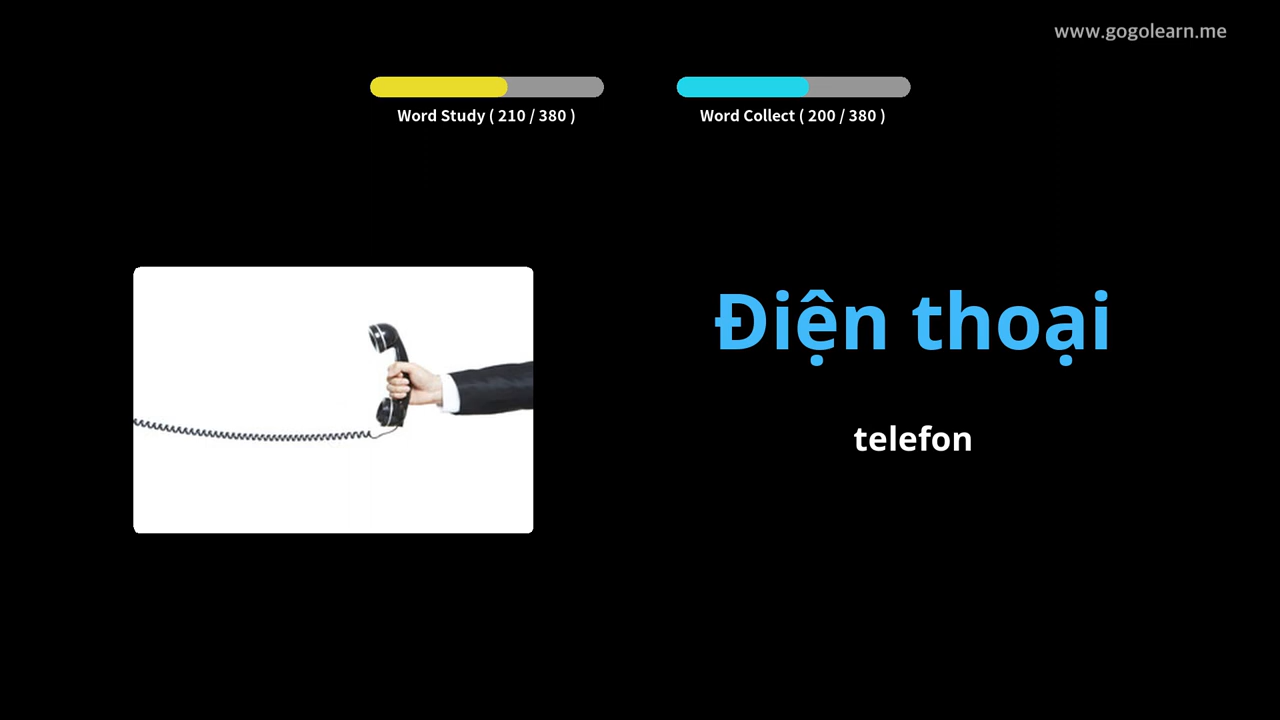 www.gogolearn.me
Word Study ( 210 / 380 )
Word Collect ( 200 / 380 )
Điện thoại
telefon